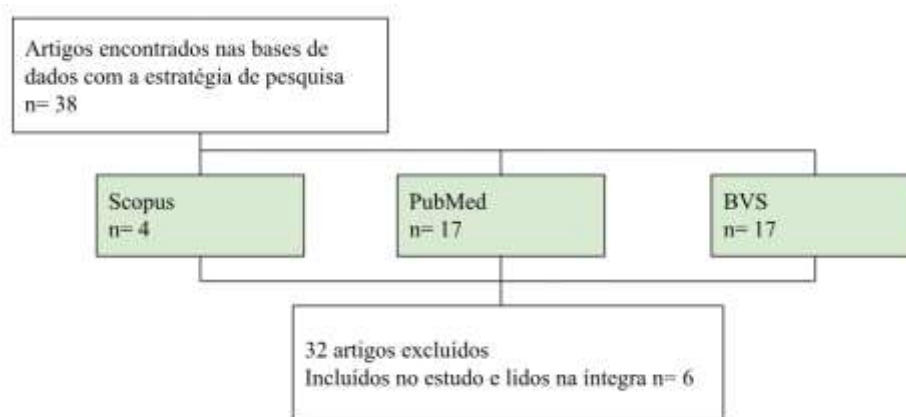 Artigos encontrados nas bases de
dados com a estratégia de pesquisa
n= 38
Scopus
n= 4
PubMed
n= 17
BVS
n= 17
32 artigos excluídos
Incluídos no estudo e lidos na íntegra n= 6